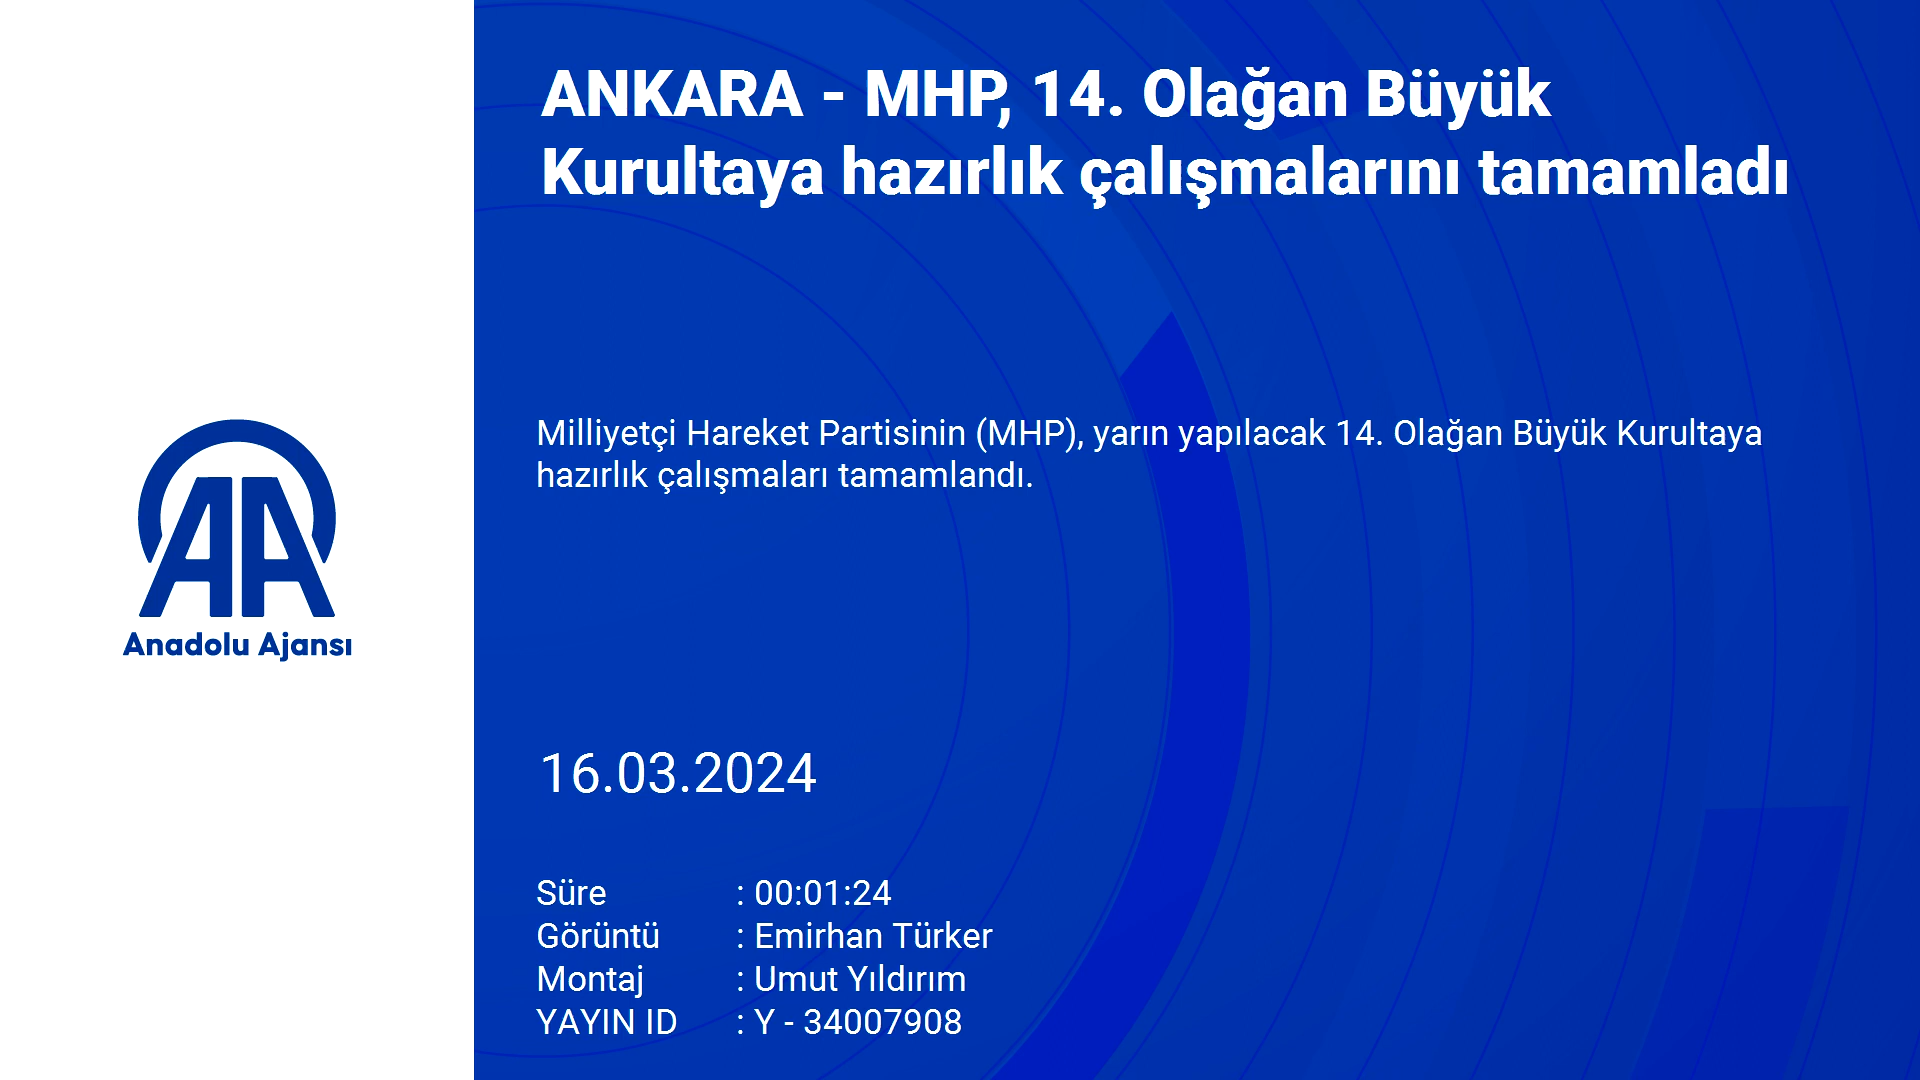 ANKARA - MHP, 14. Olağan Büyük
Kurultaya hazırlık çalışmalarını tamamladı
Milliyetçi Hareket Partisinin (MHP), yarın yapılacak 14. Olağan Büyük Kurultaya
hazırlık çalışmaları tamamlandı.
AA
Anadolu Ajansı
16.03.2024
Süre : 00:01:24
Görüntü : Emirhan Türker
Montaj : Umut Yıldırım
YAYIN ID : Y - 34007908